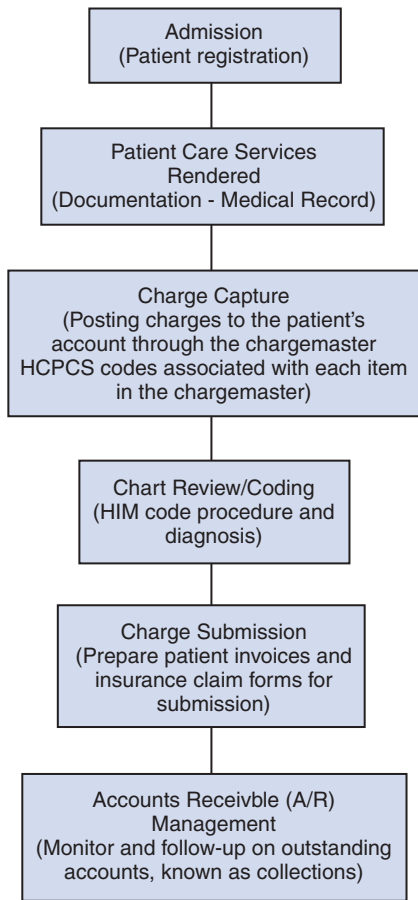 Admission
(Patient registration)
Patient Care Services
Rendered
(Documentation - Medical Record)
Charge Capture
(Posting charges to the patient's
account through the chargemaster
HCPCS codes associated with each item
in the chargemaster)
Chart Review/Coding
(HIM code procedure and
diagnosis)
Charge Submission
(Prepare patient invoices and
insurance claim forms for
submission)
Accounts Receivble (A/R)
Management
(Monitor and follow-up on outstanding
accounts, known as collections)